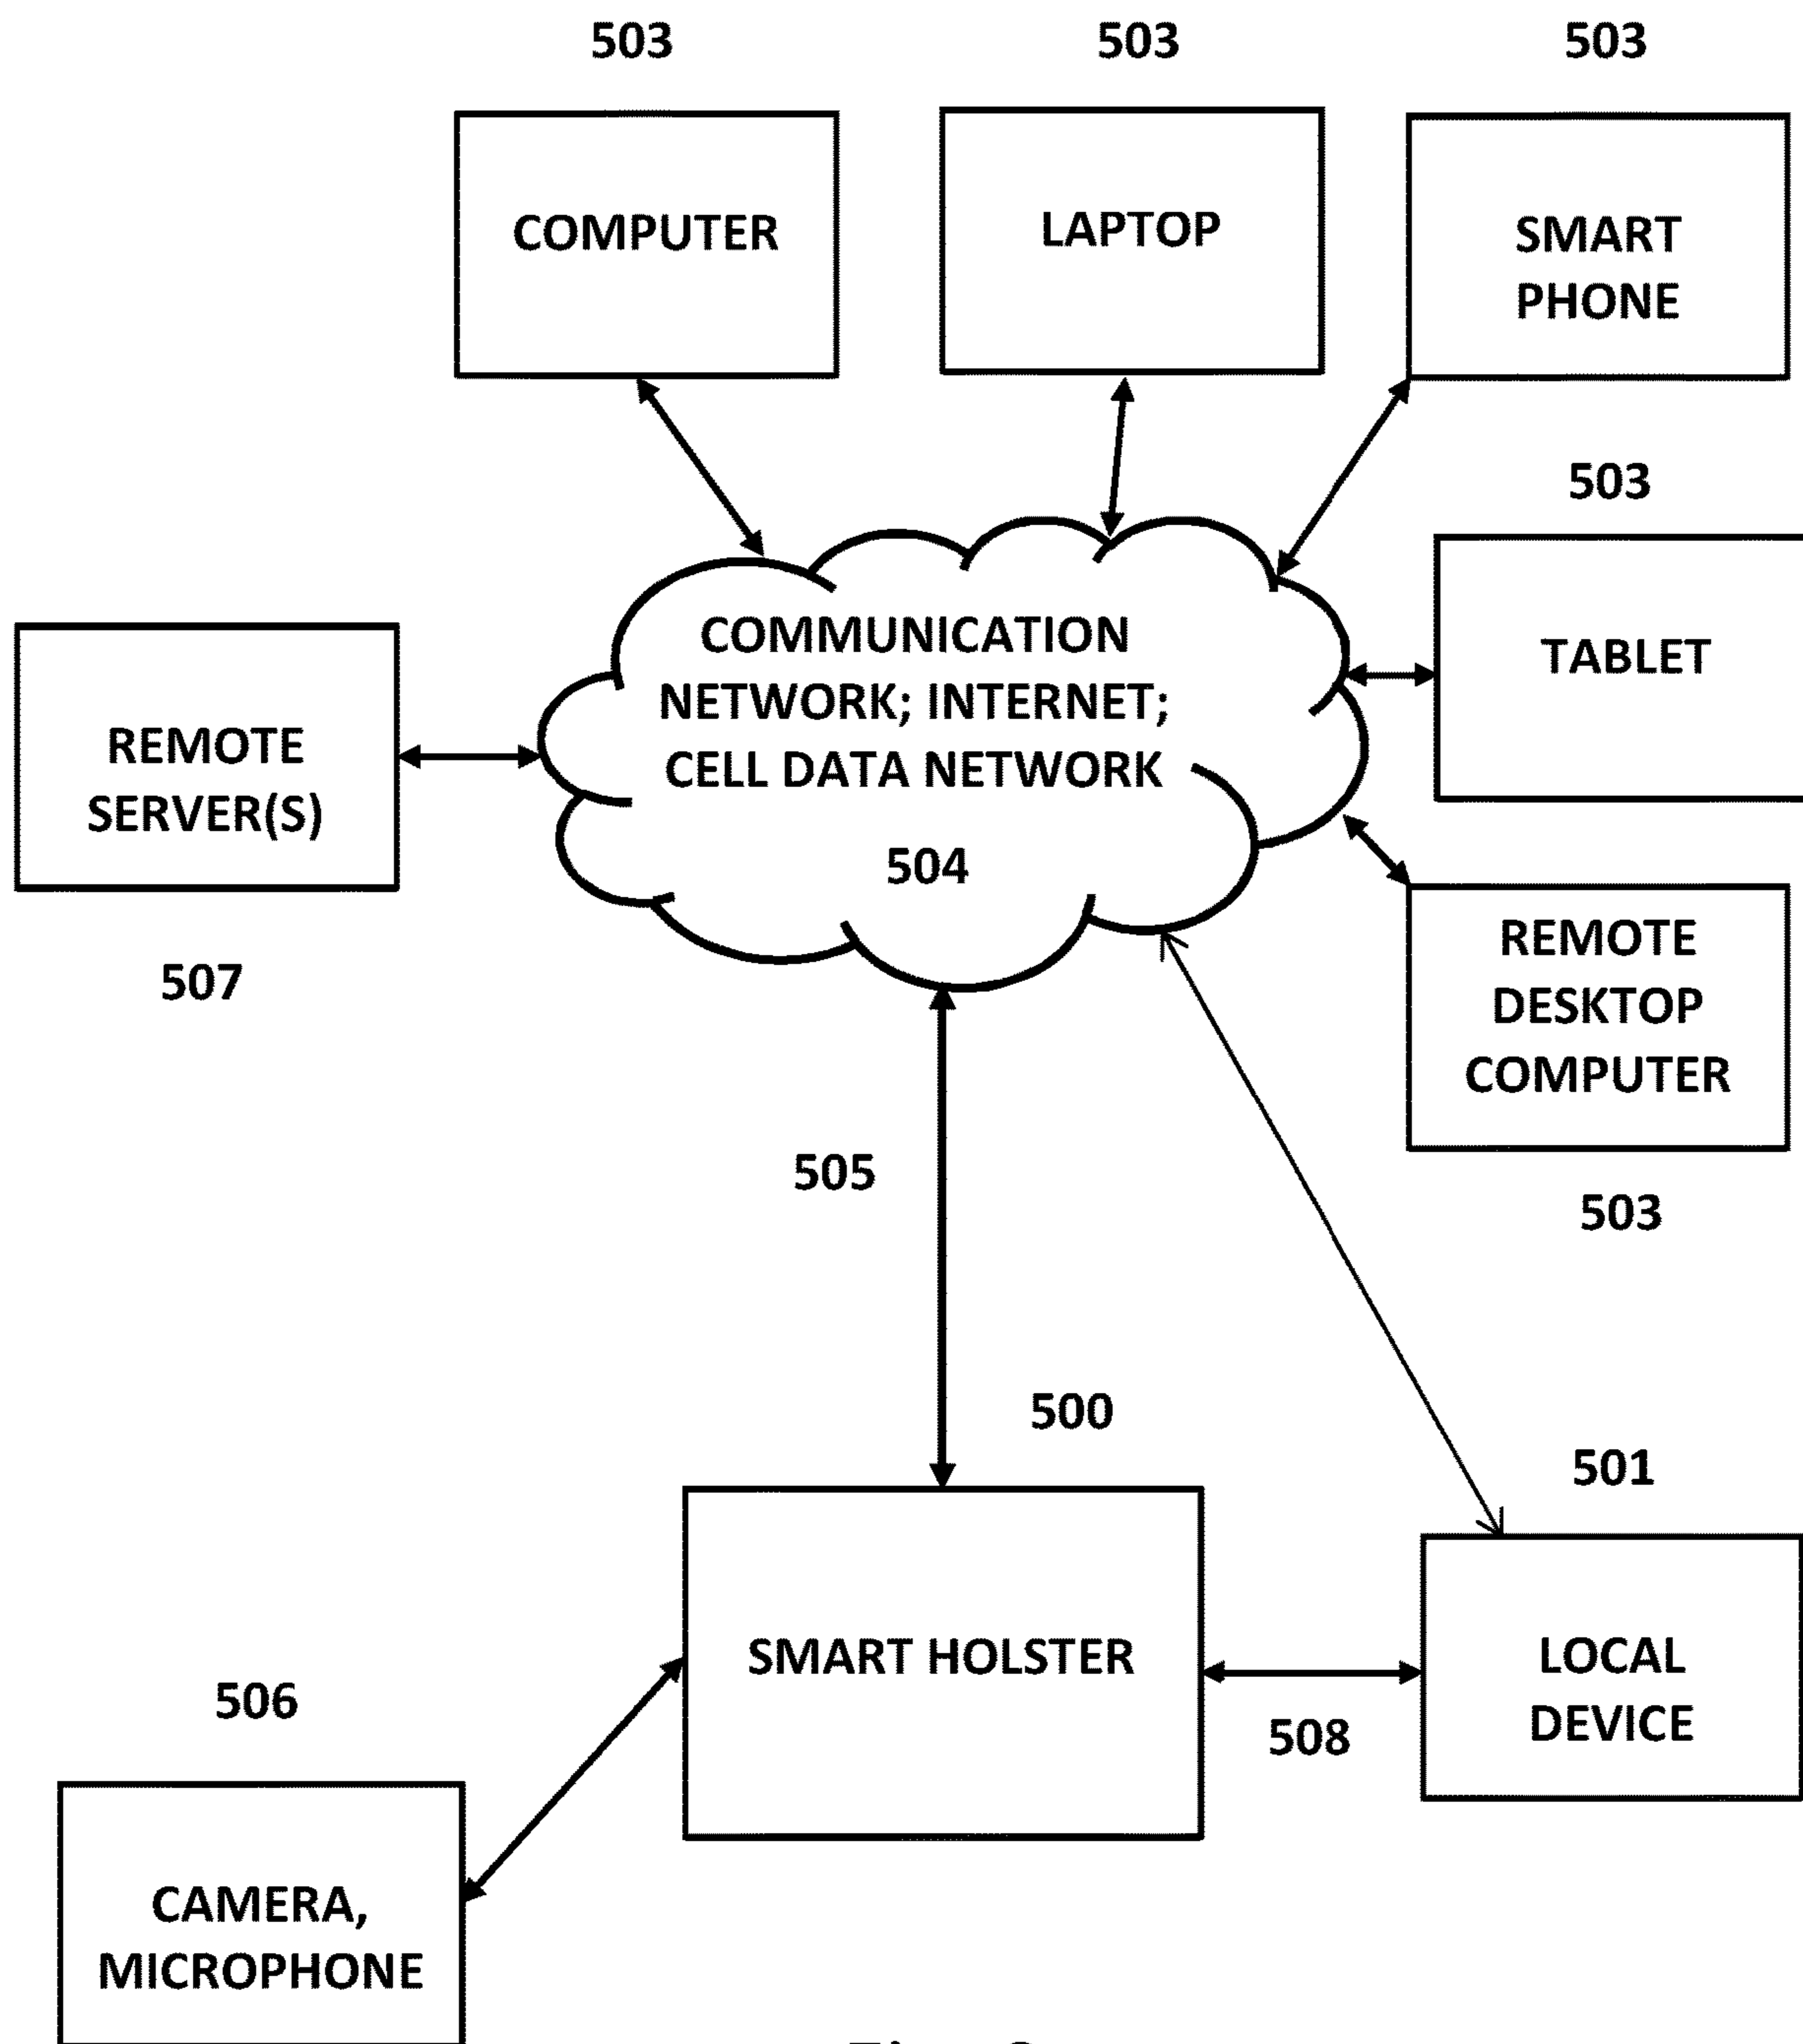 503
503
503
COMPUTER
LAPTOP
SMART
PHONE
503
TABLET
COMMUNICATION
NETWORK; INTERNET;
CELL DATA NETWORK
504
REMOTE
SERVER(S)
507
REMOTE
DESKTOP
COMPUTER
503
505
500
501
SMART HOLSTER
LOCAL
DEVICE
508
506
CAMERA,
MICROPHONE